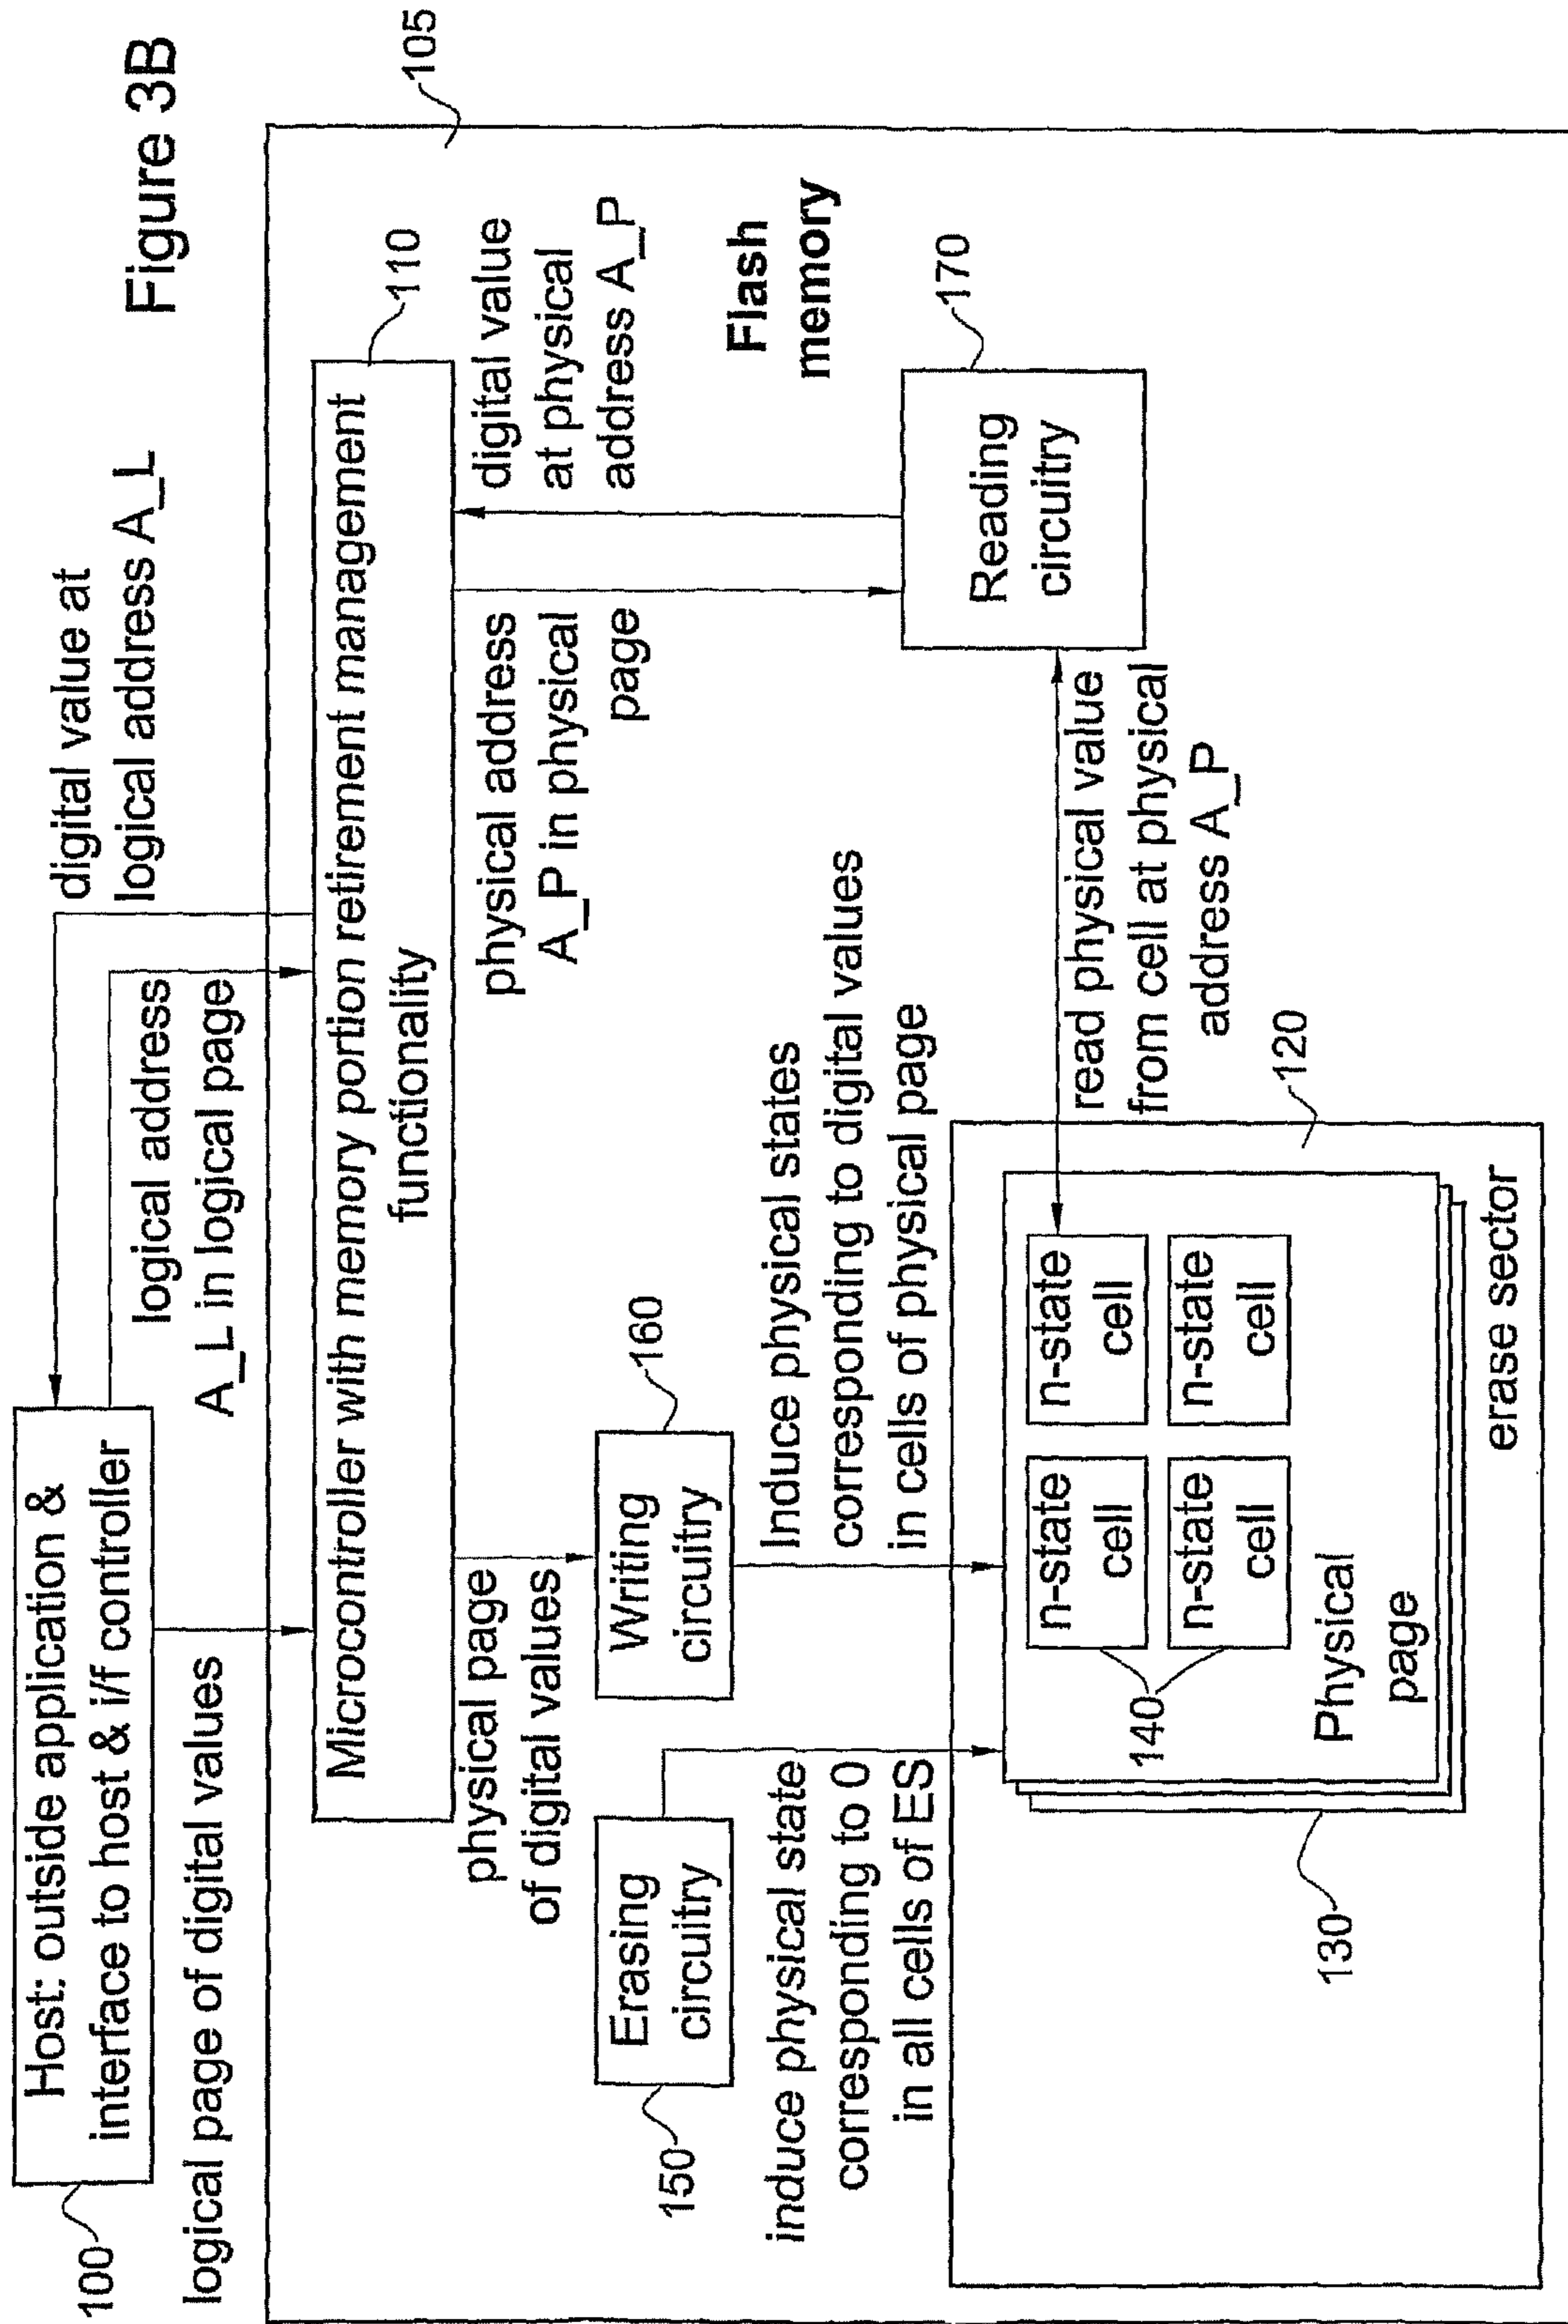 Figure 3B
100
Host: outside application &
interface to host & i/f controller
digital value at
logical address A_L
logical address
A_L in logical page
logical page of digital values
105
110
Microcontroller with memory portion retirement management
functionality
physical page
of digital values
physical address
A_P in physical
page
digital value
at physical
address A_P
Flash
memory
150
Erasing
circuitry
160
Writing
circuitry
170
Reading
circuitry
induce physical state
corresponding to 0
in all cells of ES
Induce physical states
corresponding to digital values
in cells of physical page
read physical value
from cell at physical
address A_P
120
n-state
cell
n-state
cell
n-state
cell
n-state
cell
140
Physical
page
130
erase sector